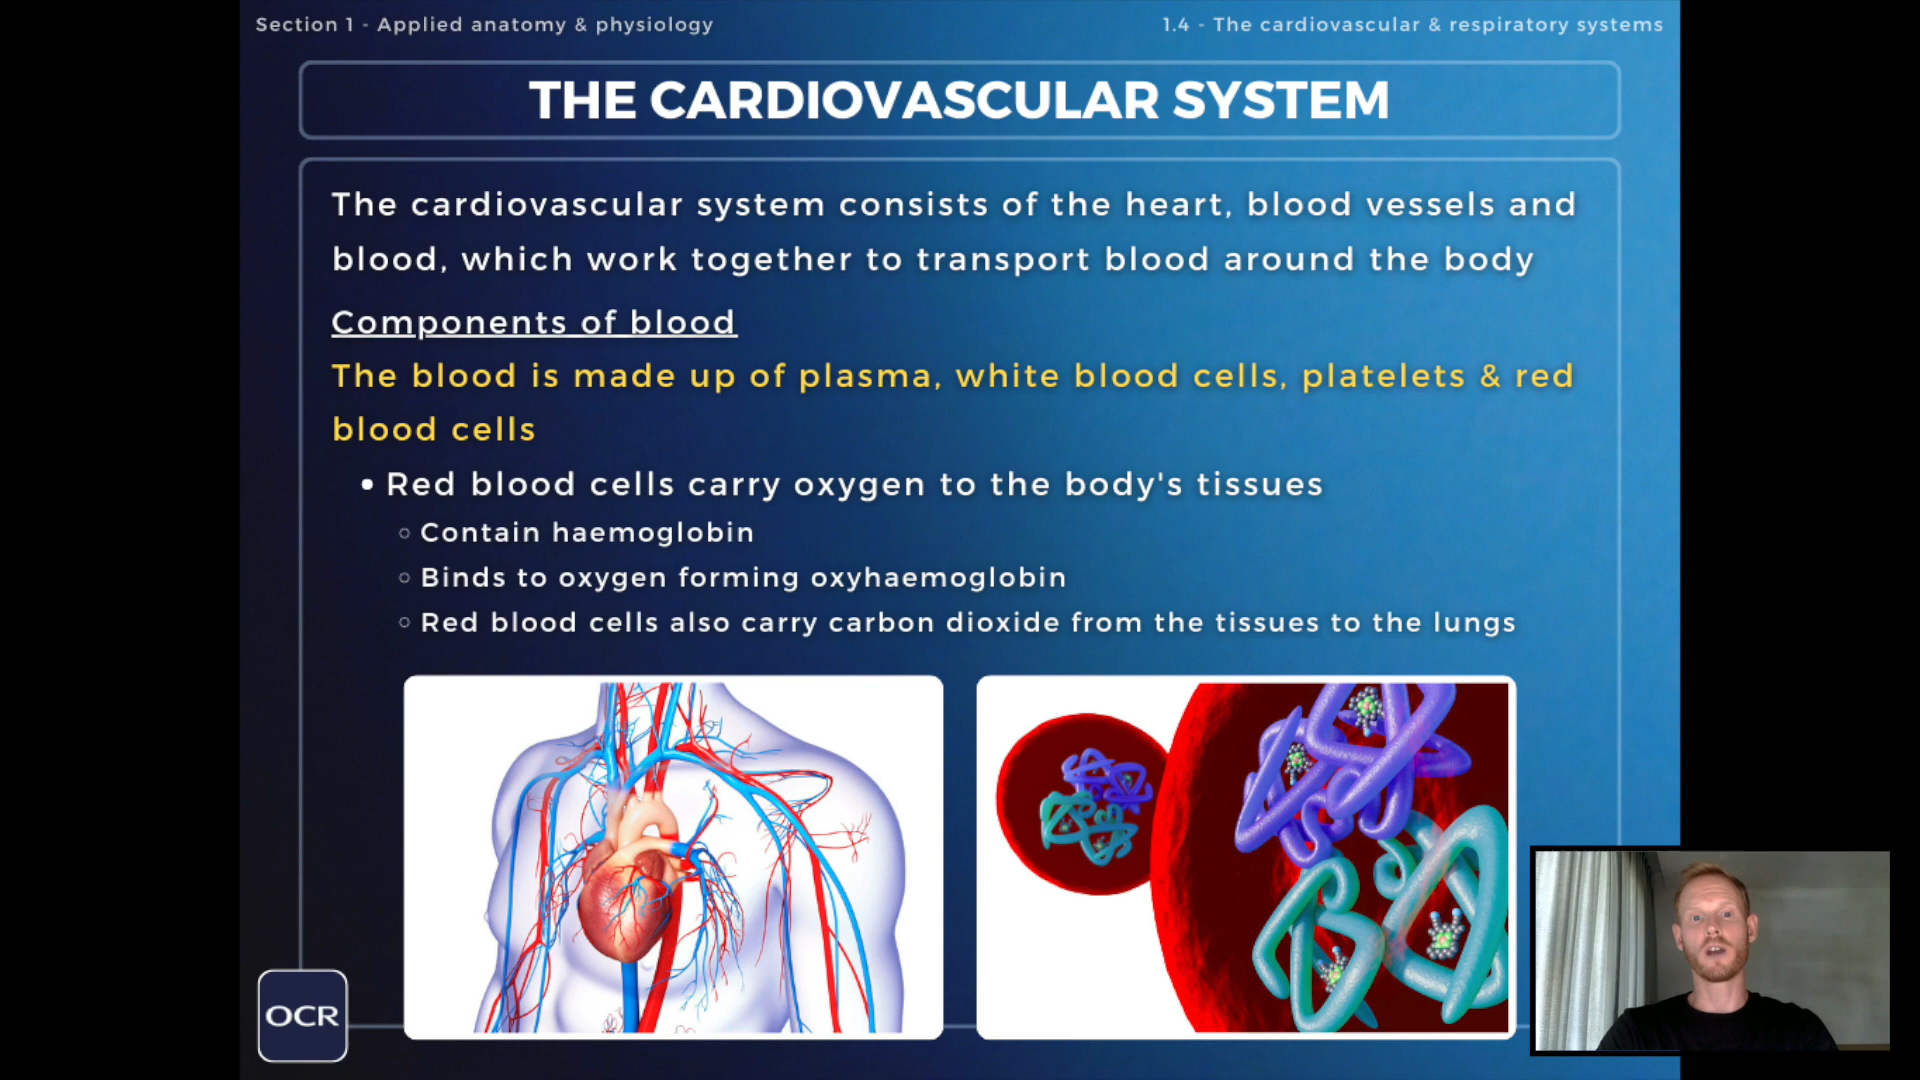 Section 1 - Applied anatomy & physiology
1.4 - The cardiovascular & respiratory systems
THE CARDIOVASCULAR SYSTEM
The cardiovascular system consists of the heart, blood vessels and
blood, which work together to transport blood around the body
Components of blood
The blood is made up of plasma, white blood cells, platelets & red
blood cells
• Red blood cells carry oxygen to the body's tissues
○ Contain haemoglobin
○ Binds to oxygen forming oxyhaemoglobin
○ Red blood cells also carry carbon dioxide from the tissues to the lungs
OCR